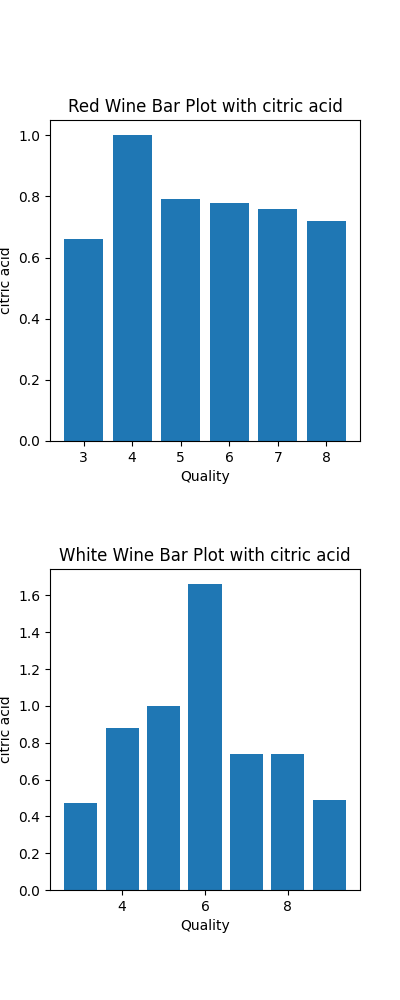 Red Wine Bar Plot with citric acid
1.0
0.8
0.6
0.4
0.2
0.0
citric acid
3 4 5 6 7 8
Quality
White Wine Bar Plot with citric acid
1.6
1.4
1.2
1.0
0.8
0.6
0.4
0.2
0.0
citric acid
4 6 8
Quality